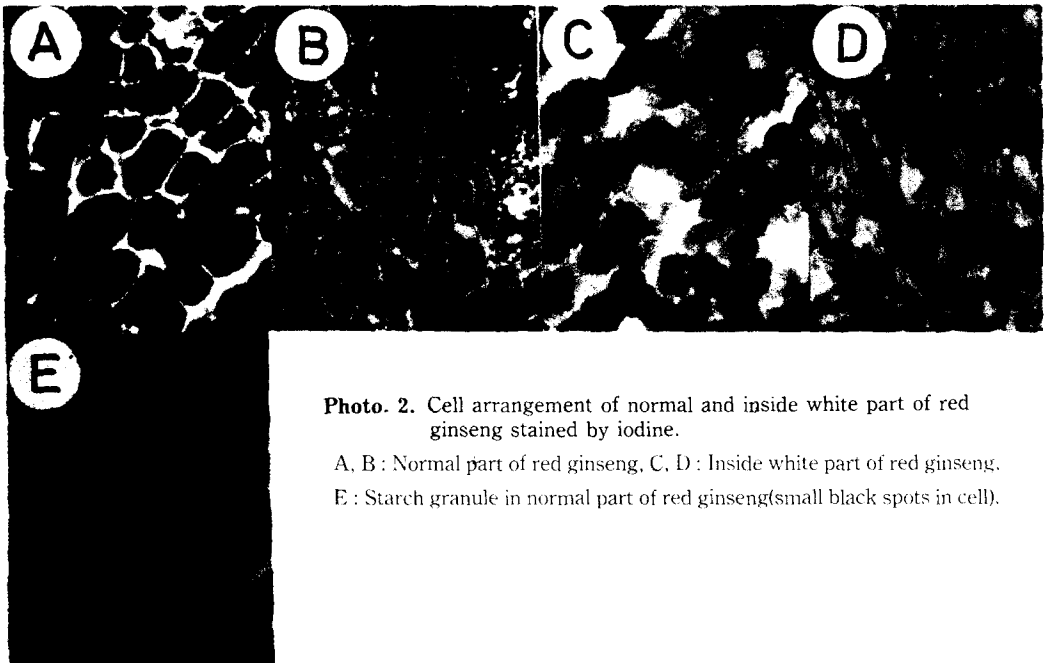 A B C D
E
Photo. 2. Cell arrangement of normal and inside white part of red
ginseng stained by iodine.
A, B : Normal part of red ginseng, C, D : Inside white part of red ginseng.
E : Starch granule in normal part of red ginseng(small black spots in cell).